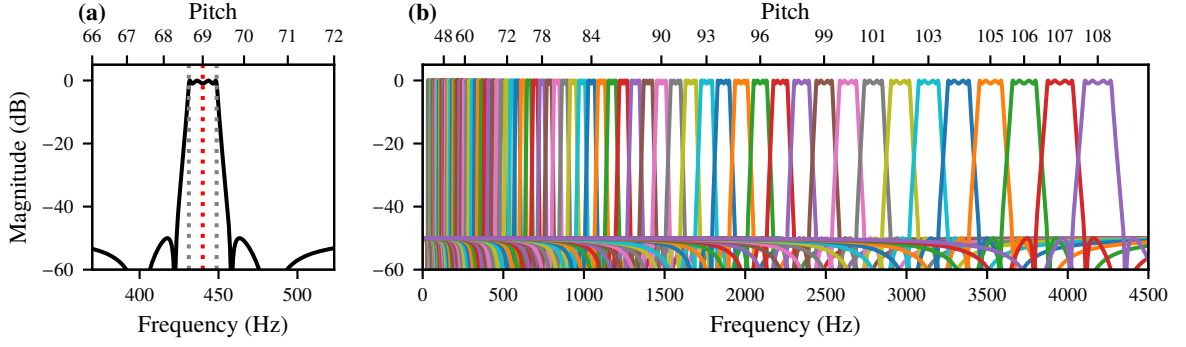 (a) Pitch
66 67 68 69 70 71 72
0
−20
−40
−60
Magnitude (dB)
400 450 500
Frequency (Hz)
(b) Pitch
48 60 72 78 84 90 93 96 99 101 103 105 106 107 108
0
−20
−40
−60
0 500 1000 1500 2000 2500 3000 3500 4000 4500
Frequency (Hz)